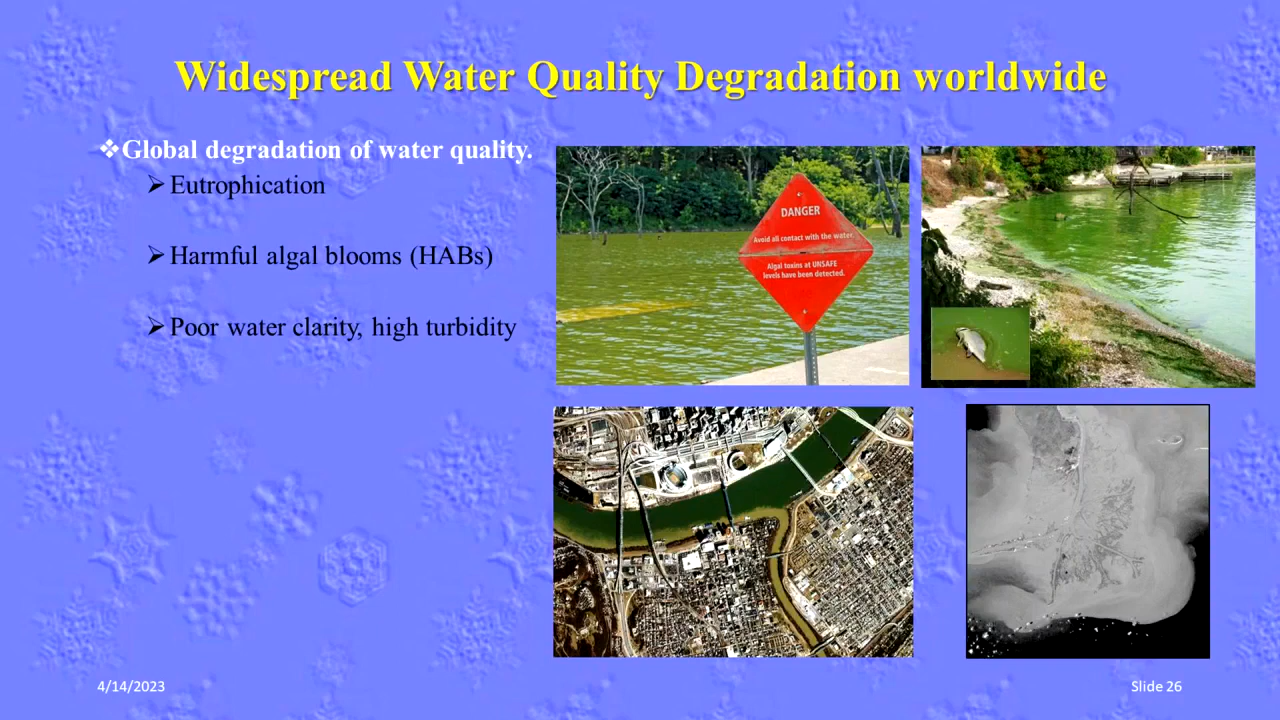 Widespread Water Quality Degradation worldwide
❖Global degradation of water quality.
➢Eutrophication
➢Harmful algal blooms (HABs)
➢Poor water clarity, high turbidity
DANGER
Avoid all contact with the water.
Algal toxins at UNSAFE
levels have been detected.
4/14/2023
Slide 26